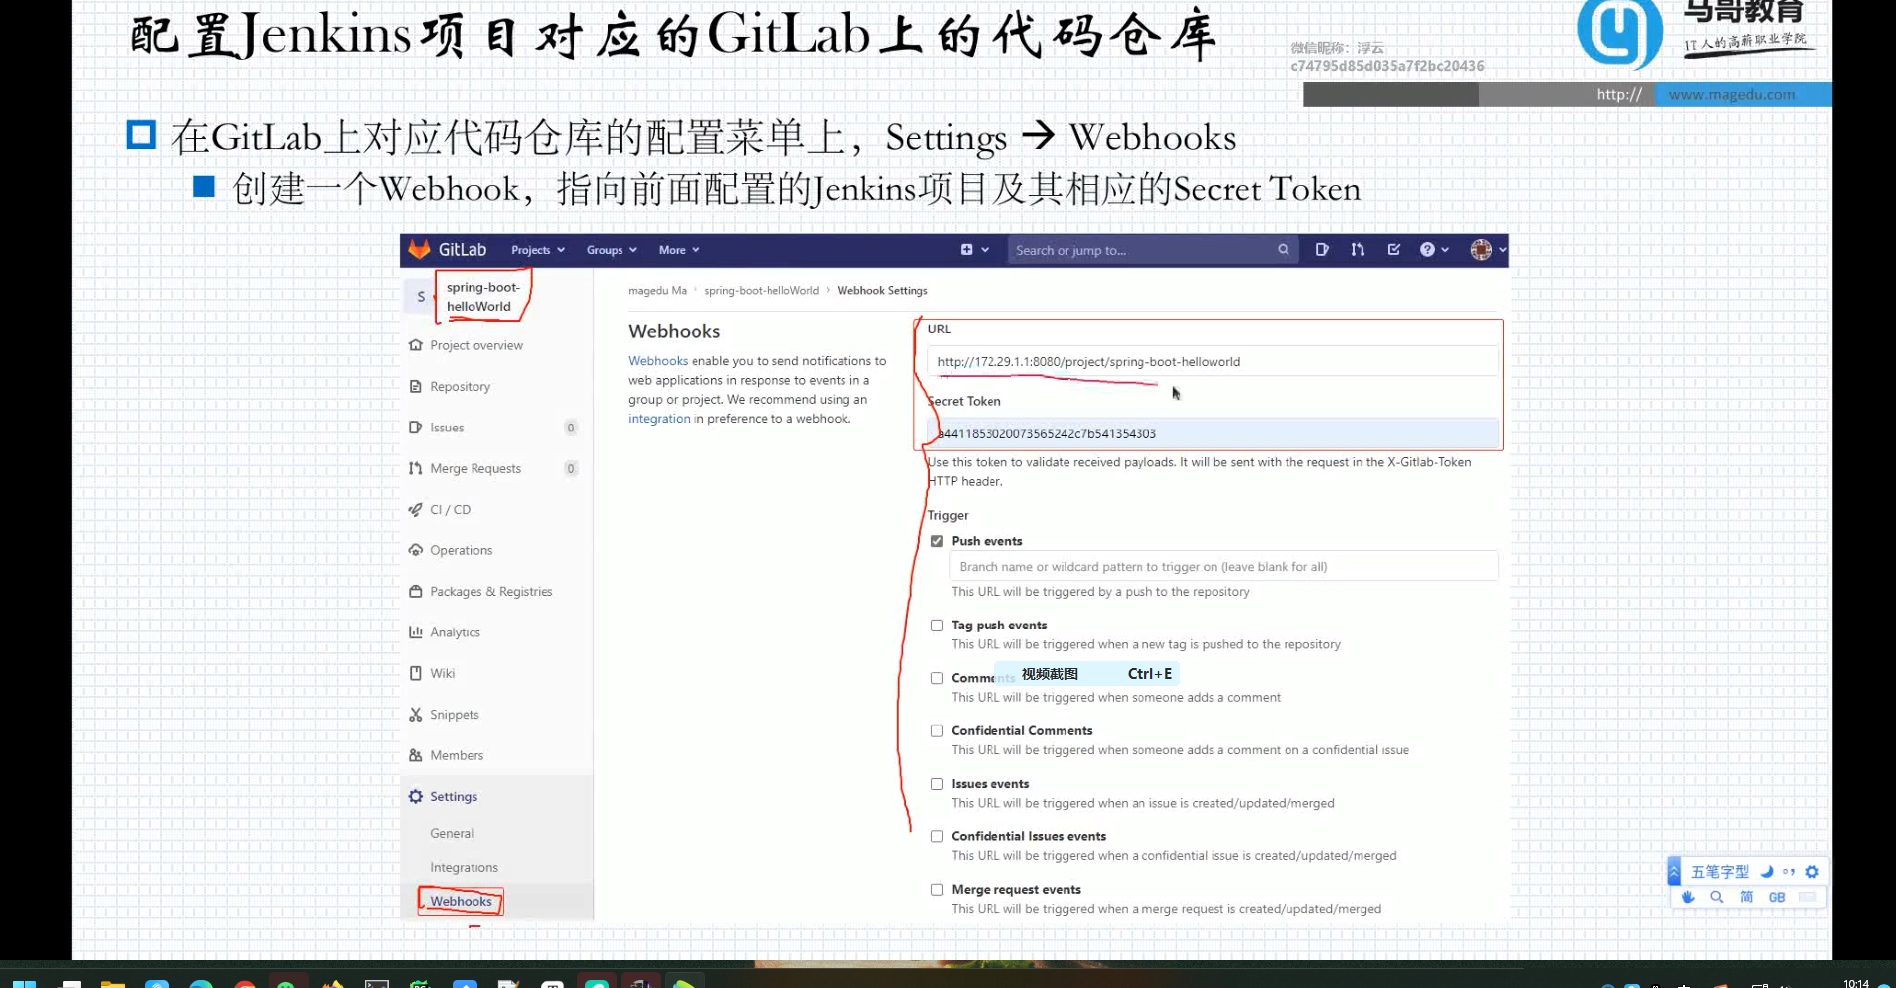 配置Jenkins项目对应的GitLab上的代码仓库
微信昵称：浮云
c74795d85d035a7f2bc20436
马哥教育
IT人的高薪职业学院
http://
www.magedu.com
在GitLab上对应代码仓库的配置菜单上，Settings → Webhooks
创建一个Webhook，指向前面配置的Jenkins项目及其相应的Secret Token
GitLab
Projects
Groups
More
Search or jump to...
S
spring-boot-
helloWorld
Project overview
Repository
Issues 0
Merge Requests 0
CI / CD
Operations
Packages & Registries
Analytics
Wiki
Snippets
Members
Settings
General
Integrations
Webhooks
magedu Ma › spring-boot-helloWorld › Webhook Settings
Webhooks
Webhooks enable you to send notifications to
web applications in response to events in a
group or project. We recommend using an
integration in preference to a webhook.
URL
http://172.29.1.1:8080/project/spring-boot-helloworld
Secret Token
a4411853020073565242c7b541354303
Use this token to validate received payloads. It will be sent with the request in the X-Gitlab-Token
HTTP header.
Trigger
Push events
Branch name or wildcard pattern to trigger on (leave blank for all)
This URL will be triggered by a push to the repository
Tag push events
This URL will be triggered when a new tag is pushed to the repository
Comments
视频截图 Ctrl+E
This URL will be triggered when someone adds a comment
Confidential Comments
This URL will be triggered when someone adds a comment on a confidential issue
Issues events
This URL will be triggered when an issue is created/updated/merged
Confidential Issues events
This URL will be triggered when a confidential issue is created/updated/merged
Merge request events
This URL will be triggered when a merge request is created/updated/merged
五笔字型
简 GB
10:14